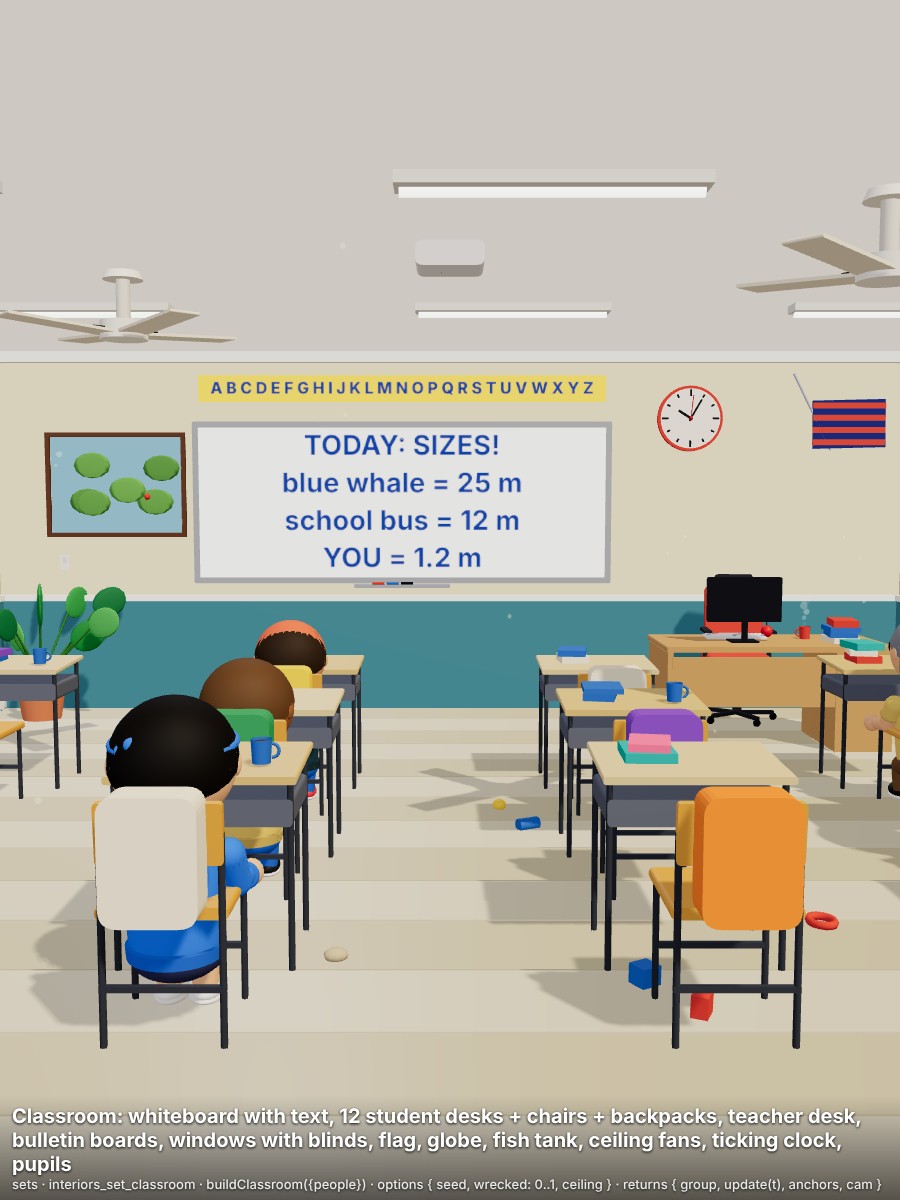 A B C D E F G H I J K L M N O P Q R S T U V W X Y Z
TODAY: SIZES!
blue whale = 25 m
school bus = 12 m
YOU = 1.2 m
Classroom: whiteboard with text, 12 student desks + chairs + backpacks, teacher desk,
bulletin boards, windows with blinds, flag, globe, fish tank, ceiling fans, ticking clock,
pupils
sets · interiors_set_classroom · buildClassroom({people}) · options { seed, wrecked: 0..1, ceiling } · returns { group, update(t), anchors, cam }